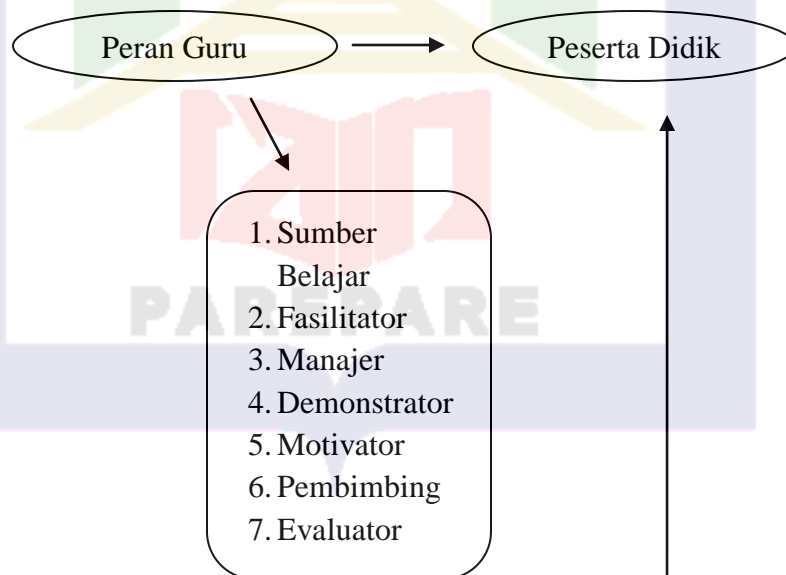 Peran Guru
Peserta Didik
1. Sumber
Belajar
2. Fasilitator
3. Manajer
4. Demonstrator
5. Motivator
6. Pembimbing
7. Evaluator
PAREPARE